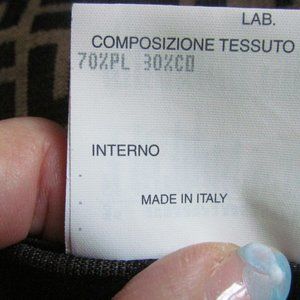 LAB.
COMPOSIZIONE TESSUTO
70%PL 30%CO
INTERNO
MADE IN ITALY